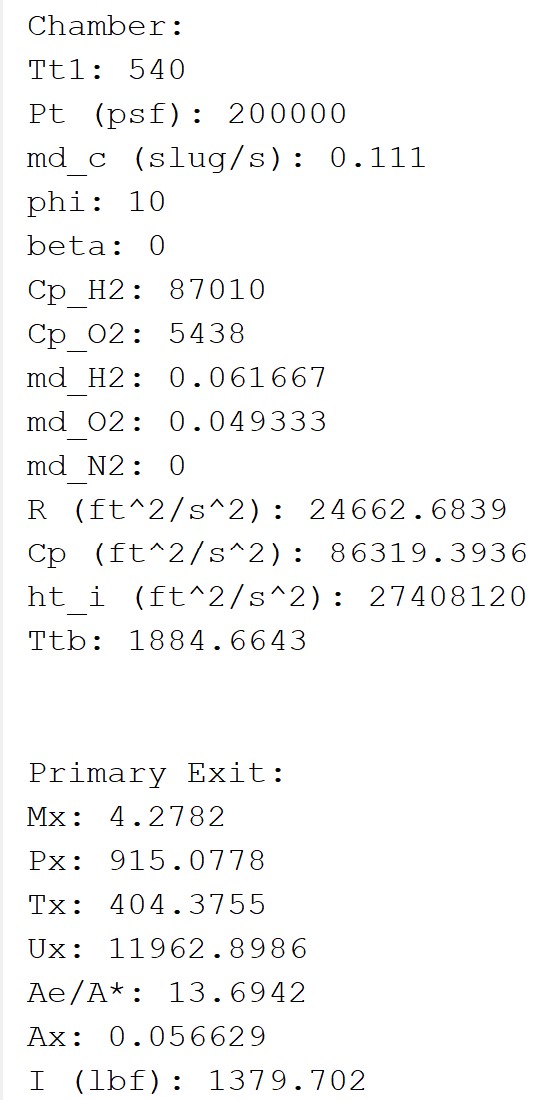 Chamber:
Tt1: 540
Pt (psf): 200000
md_c (slug/s): 0.111
phi: 10
beta: 0
Cp_H2: 87010
Cp_O2: 5438
md_H2: 0.061667
md_O2: 0.049333
md_N2: 0
R (ft^2/s^2): 24662.6839
Cp (ft^2/s^2): 86319.3936
ht_i (ft^2/s^2): 27408120
Ttb: 1884.6643
Primary Exit:
Mx: 4.2782
Px: 915.0778
Tx: 404.3755
Ux: 11962.8986
Ae/A*: 13.6942
Ax: 0.056629
I (lbf): 1379.702